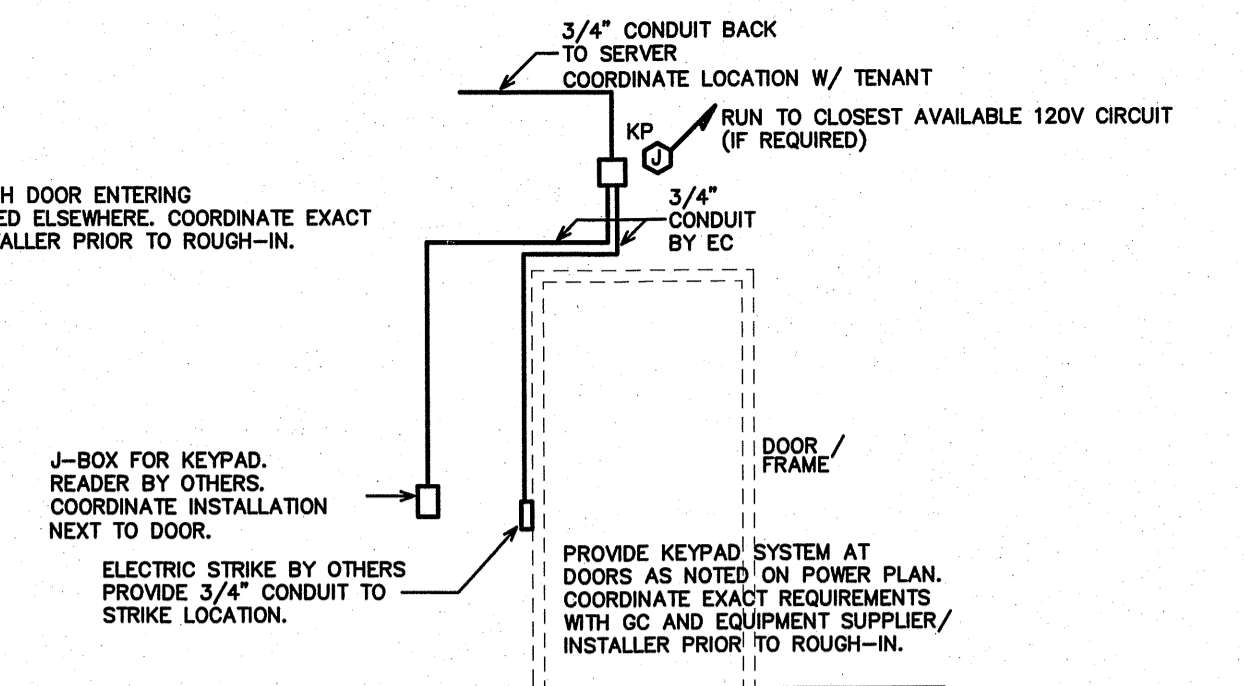 3/4" CONDUIT BACK
TO SERVER
COORDINATE LOCATION W/ TENANT
KP
J
RUN TO CLOSEST AVAILABLE 120V CIRCUIT
(IF REQUIRED)
H DOOR ENTERING
ED ELSEWHERE. COORDINATE EXACT
TALLER PRIOR TO ROUGH-IN.
3/4"
CONDUIT
BY EC
DOOR
FRAME
J-BOX FOR KEYPAD.
READER BY OTHERS.
COORDINATE INSTALLATION
NEXT TO DOOR.
ELECTRIC STRIKE BY OTHERS
PROVIDE 3/4" CONDUIT TO
STRIKE LOCATION.
PROVIDE KEYPAD SYSTEM AT
DOORS AS NOTED ON POWER PLAN.
COORDINATE EXACT REQUIREMENTS
WITH GC AND EQUIPMENT SUPPLIER/
INSTALLER PRIOR TO ROUGH-IN.